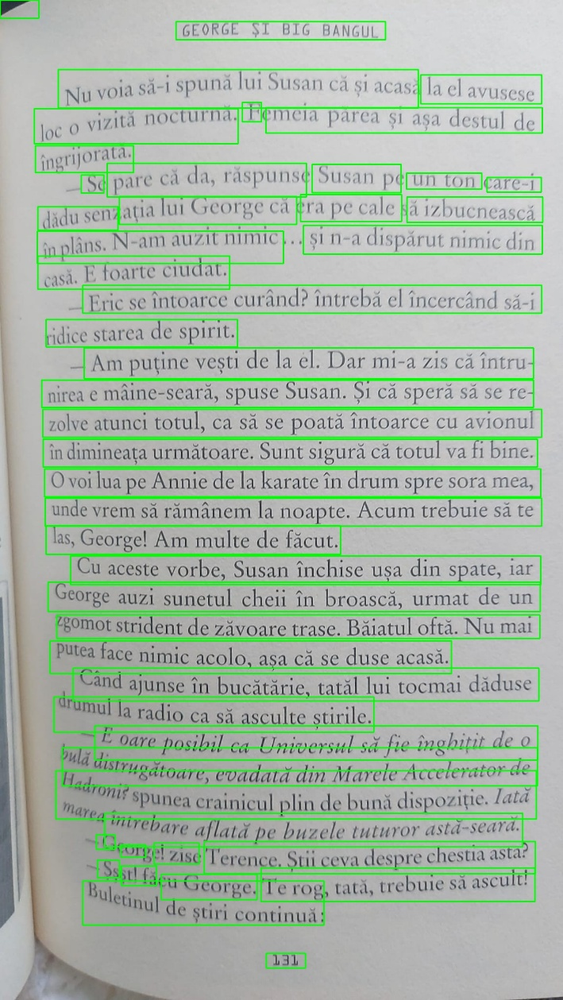 GEORGE ȘI BIG BANGUL
Nu voia să-i spună lui Susan că și acasă la el avusese
loc o vizită nocturnă. Femeia părea și așa destul de
îngrijorată.
— Se pare că da, răspunse Susan pe un ton care-i
dădu senzația lui George că era pe cale să izbucnească
în plâns. N-am auzit nimic… și n-a dispărut nimic din
casă. E foarte ciudat.
— Eric se întoarce curând? întrebă el încercând să-i
ridice starea de spirit.
— Am puține vești de la el. Dar mi-a zis că întru-
nirea e mâine-seară, spuse Susan. Și că speră să se re-
zolve atunci totul, ca să se poată întoarce cu avionul
în dimineața următoare. Sunt sigură că totul va fi bine.
O voi lua pe Annie de la karate în drum spre sora mea,
unde vrem să rămânem la noapte. Acum trebuie să te
las, George! Am multe de făcut.
Cu aceste vorbe, Susan închise ușa din spate, iar
George auzi sunetul cheii în broască, urmat de un
zgomot strident de zăvoare trase. Băiatul oftă. Nu mai
putea face nimic acolo, așa că se duse acasă.
Când ajunse în bucătărie, tatăl lui tocmai dăduse
drumul la radio ca să asculte știrile.
— E oare posibil ca Universul să fie înghițit de o
bulă distrugătoare, evadată din Marele Accelerator de
Hadroni? spunea crainicul plin de bună dispoziție. Iată
marea întrebare aflată pe buzele tuturor astă-seară.
— George! zise Terence. Știi ceva despre chestia asta?
— Șșșt! făcu George. Te rog, tată, trebuie să ascult!
Buletinul de știri continuă:
131